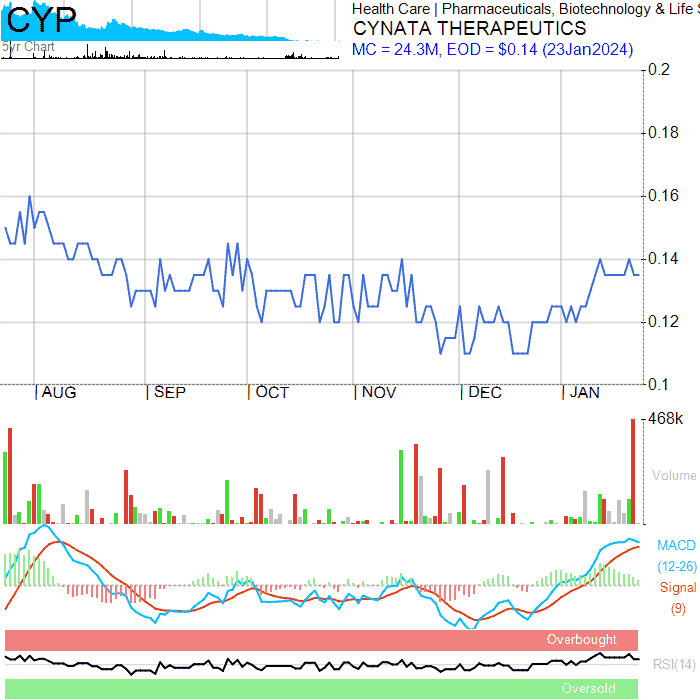 CYP
5yr Chart
Health Care | Pharmaceuticals, Biotechnology & Life S
CYNATA THERAPEUTICS
MC = 24.3M, EOD = $0.14 (23Jan2024)
0.2
0.18
0.16
0.14
0.12
0.1
AUG SEP OCT NOV DEC JAN
468k
Volume
MACD
(12-26)
Signal
(9)
Overbought
RSI(14)
Oversold